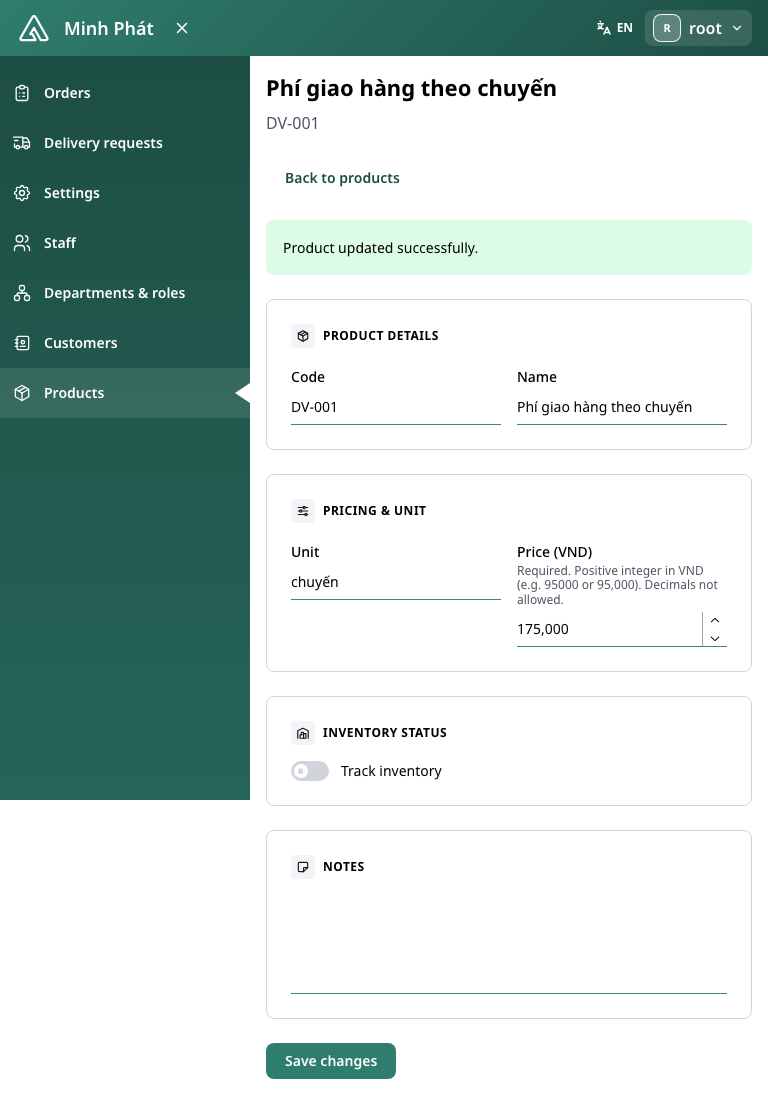 Minh Phát
EN
R
root
Orders
Delivery requests
Settings
Staff
Departments & roles
Customers
Products
Phí giao hàng theo chuyến
DV-001
Back to products
Product updated successfully.
PRODUCT DETAILS
Code
Name
DV-001
Phí giao hàng theo chuyến
PRICING & UNIT
Unit
chuyến
Price (VND)
Required. Positive integer in VND
(e.g. 95000 or 95,000). Decimals not
allowed.
175,000
INVENTORY STATUS
Track inventory
NOTES
Save changes